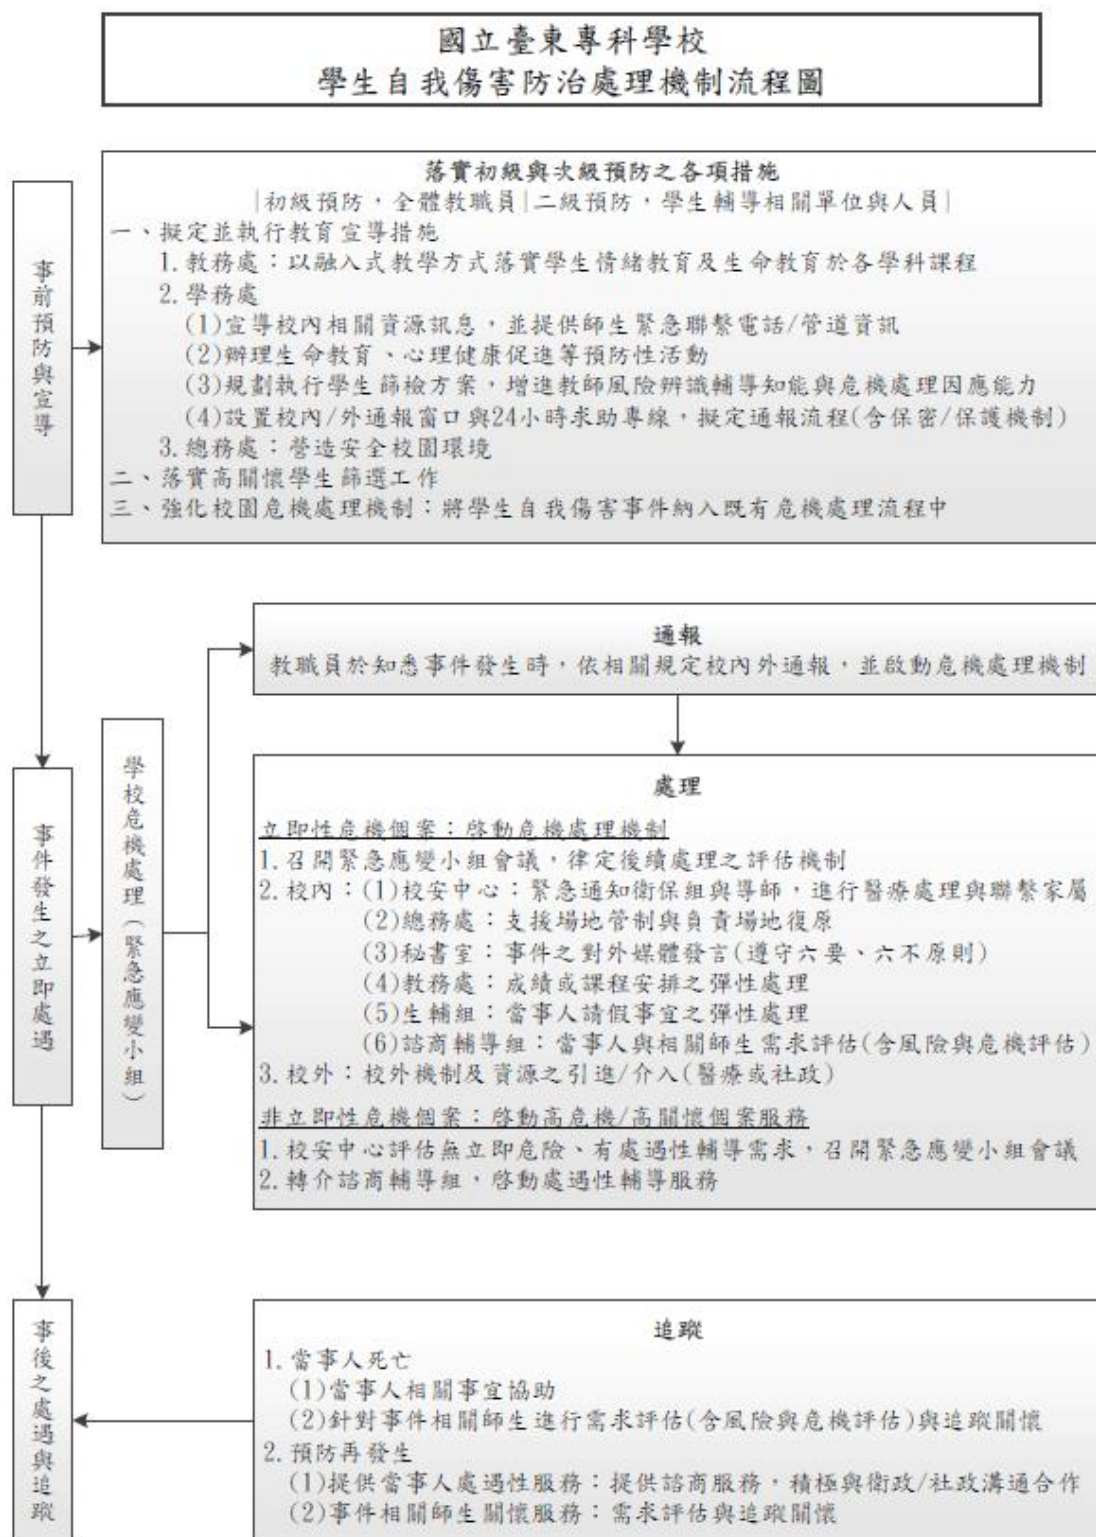 國立臺東專科學校
學生自我傷害防治處理機制流程圖
事前預防與宣導
落實初級與次級預防之各項措施
|初級預防，全體教職員|二級預防，學生輔導相關單位與人員|
一、擬定並執行教育宣導措施
1.教務處：以融入式教學方式落實學生情緒教育及生命教育於各學科課程
2.學務處
(1)宣導校內相關資源訊息，並提供師生緊急聯繫電話/管道資訊
(2)辦理生命教育、心理健康促進等預防性活動
(3)規劃執行學生篩檢方案，增進教師風險辨識輔導知能與危機處理因應能力
(4)設置校內/外通報窗口與24小時求助專線，擬定通報流程(含保密/保護機制)
3.總務處：營造安全校園環境
二、落實高關懷學生篩選工作
三、強化校園危機處理機制：將學生自我傷害事件納入既有危機處理流程中
事件發生之立即處遇
學校危機處理（緊急應變小組）
通報
教職員於知悉事件發生時，依相關規定校內外通報，並啟動危機處理機制
處理
立即性危機個案：啓動危機處理機制
1.召開緊急應變小組會議，律定後續處理之評估機制
2.校內：(1)校安中心：緊急通知衛保組與導師，進行醫療處理與聯繫家屬
(2)總務處：支援場地管制與負責場地復原
(3)秘書室：事件之對外媒體發言(遵守六要、六不原則)
(4)教務處：成績或課程安排之彈性處理
(5)生輔組：當事人請假事宜之彈性處理
(6)諮商輔導組：當事人與相關師生需求評估(含風險與危機評估)
3.校外：校外機制及資源之引進/介入(醫療或社政)
非立即性危機個案：啓動高危機/高關懷個案服務
1.校安中心評估無立即危險、有處遇性輔導需求，召開緊急應變小組會議
2.轉介諮商輔導組，啓動處遇性輔導服務
事後之處遇與追蹤
追蹤
1.當事人死亡
(1)當事人相關事宜協助
(2)針對事件相關師生進行需求評估(含風險與危機評估)與追蹤關懷
2.預防再發生
(1)提供當事人處遇性服務：提供諮商服務，積極與衛政/社政溝通合作
(2)事件相關師生關懷服務：需求評估與追蹤關懷